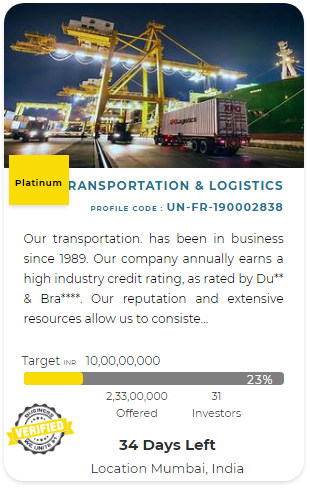 Platinum
RANSPORTATION & LOGISTICS
PROFILE CODE : UN-FR-190002838
Our transportation. has been in business
since 1989. Our company annually earns a
high industry credit rating, as rated by Du**
& Bra****. Our reputation and extensive
resources allow us to consiste...
Target INR 10,00,00,000
23%
2,33,00,000 31
Offered Investors
VERIFIED
34 Days Left
Location Mumbai, India